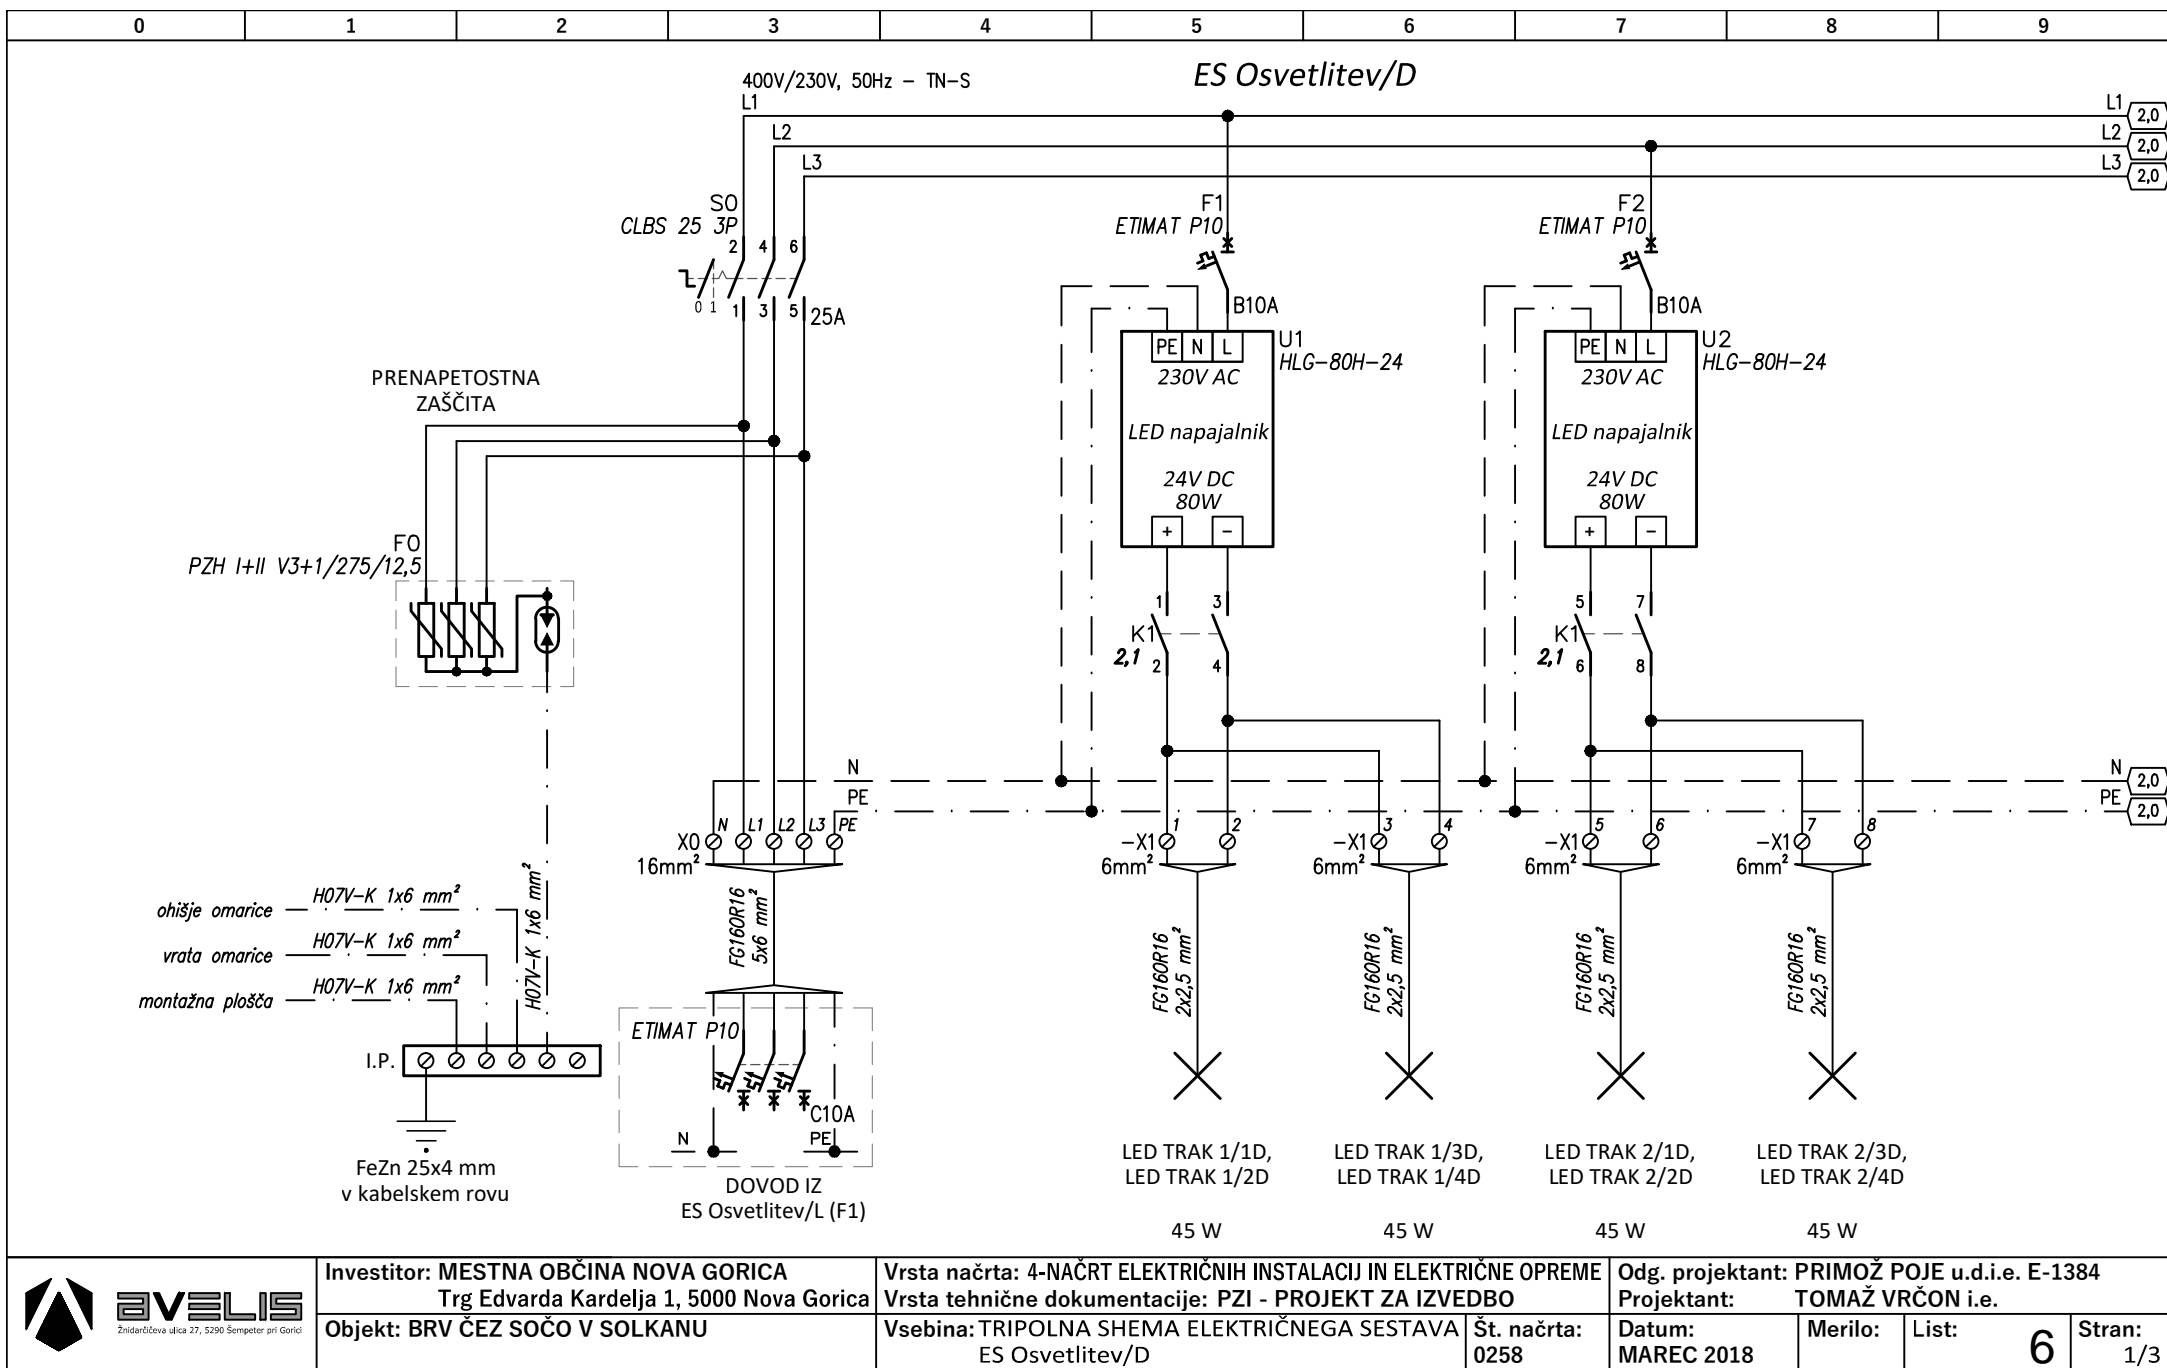 0 1 2 3 4 5 6 7 8 9
400V/230V, 50Hz – TN-S
ES Osvetlitev/D
L1
L2
L3
L1 2,0
L2 2,0
L3 2,0
S0
CLBS 25 3P
2 4 6
0 1
1 3 5
25A
F1
ETIMAT P10
B10A
F2
ETIMAT P10
B10A
PE N L
230V AC
LED napajalnik
24V DC
80W
+ -
U1
HLG-80H-24
PE N L
230V AC
LED napajalnik
24V DC
80W
+ -
U2
HLG-80H-24
PRENAPETOSTNA
ZAŠČITA
F0
PZH I+II V3+1/275/12,5
1 3
K1
2,1
2 4
5 7
K1
2,1
6 8
N
PE
N 2,0
PE 2,0
X0
16mm²
N L1 L2 L3 PE
-X1
6mm²
1 2
-X1
6mm²
3 4
-X1
6mm²
5 6
-X1
6mm²
7 8
FG16OR16
5x6 mm²
FG16OR16
2x2,5 mm²
FG16OR16
2x2,5 mm²
FG16OR16
2x2,5 mm²
FG16OR16
2x2,5 mm²
ohišje omarice
H07V-K 1x6 mm²
vrata omarice
H07V-K 1x6 mm²
montažna plošča
H07V-K 1x6 mm²
H07V-K 1x6 mm²
I.P.
FeZn 25x4 mm
v kabelskem rovu
ETIMAT P10
C10A
N
PE
DOVOD IZ
ES Osvetlitev/L (F1)
LED TRAK 1/1D,
LED TRAK 1/2D
45 W
LED TRAK 1/3D,
LED TRAK 1/4D
45 W
LED TRAK 2/1D,
LED TRAK 2/2D
45 W
LED TRAK 2/3D,
LED TRAK 2/4D
45 W
AVELIS
Žnidarčičeva ulica 27, 5290 Šempeter pri Gorici
Investitor: MESTNA OBČINA NOVA GORICA
Trg Edvarda Kardelja 1, 5000 Nova Gorica
Objekt: BRV ČEZ SOČO V SOLKANU
Vrsta načrta: 4-NAČRT ELEKTRIČNIH INSTALACIJ IN ELEKTRIČNE OPREME
Vrsta tehnične dokumentacije: PZI - PROJEKT ZA IZVEDBO
Vsebina: TRIPOLNA SHEMA ELEKTRIČNEGA SESTAVA
ES Osvetlitev/D
Št. načrta:
0258
Odg. projektant: PRIMOŽ POJE u.d.i.e. E-1384
Projektant: TOMAŽ VRČON i.e.
Datum:
MAREC 2018
Merilo:
List:
6
Stran:
1/3